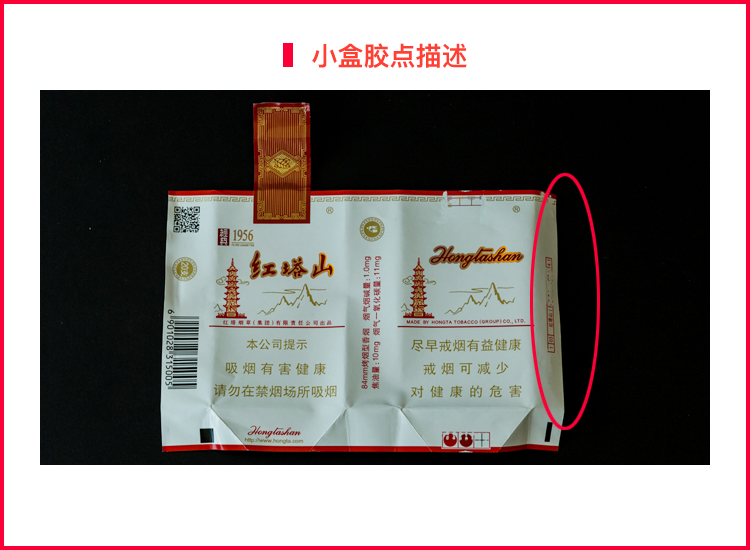 小盒胶点描述
1956
红塔山
红塔烟草(集团)有限责任公司出品
本公司提示
吸烟有害健康
请勿在禁烟场所吸烟
Hongtashan
http://www.hongta.com
6901028315005
84mm烤烟型香烟 烟气烟碱量:1.0mg
焦油量:10mg 烟气一氧化碳量:11mg
®
®
Hongtashan
MADE BY HONGTA TOBACCO (GROUP) CO., LTD.
尽早戒烟有益健康
戒烟可减少
对健康的危害